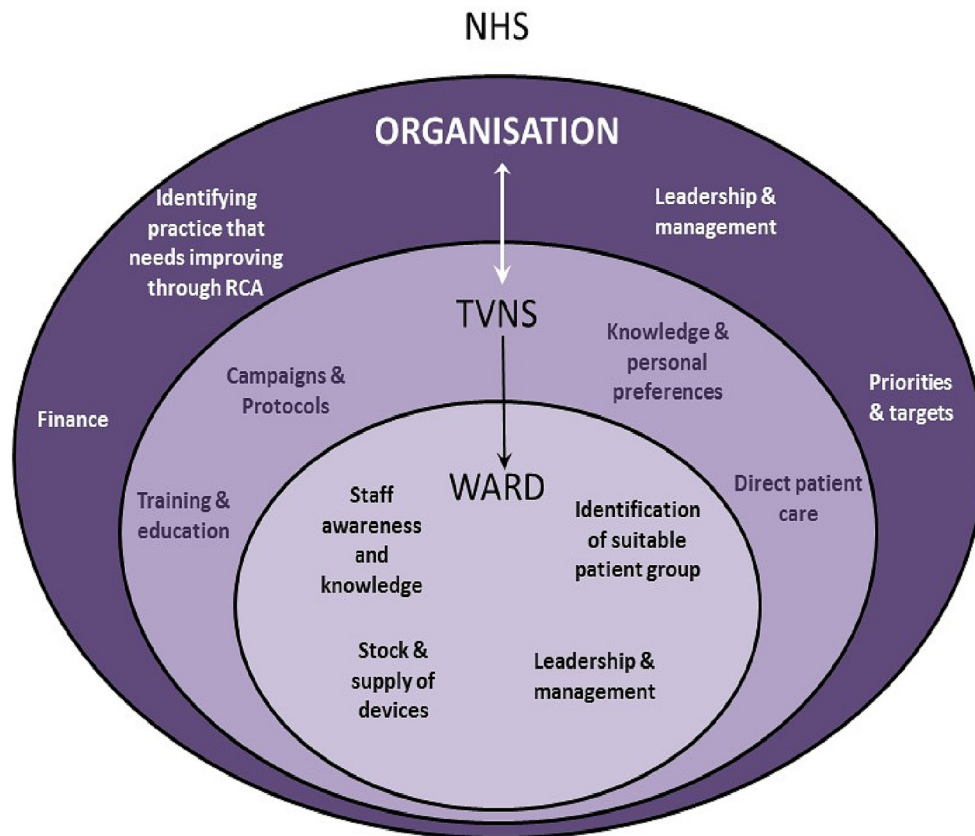 NHS
ORGANISATION
Identifying
practice that
needs improving
through RCA
Leadership &
management
TVNS
Knowledge &
personal
preferences
Campaigns &
Protocols
Finance
Priorities
& targets
Training &
education
Direct patient
care
WARD
Staff
awareness
and
knowledge
Identification
of suitable
patient group
Stock &
supply of
devices
Leadership &
management